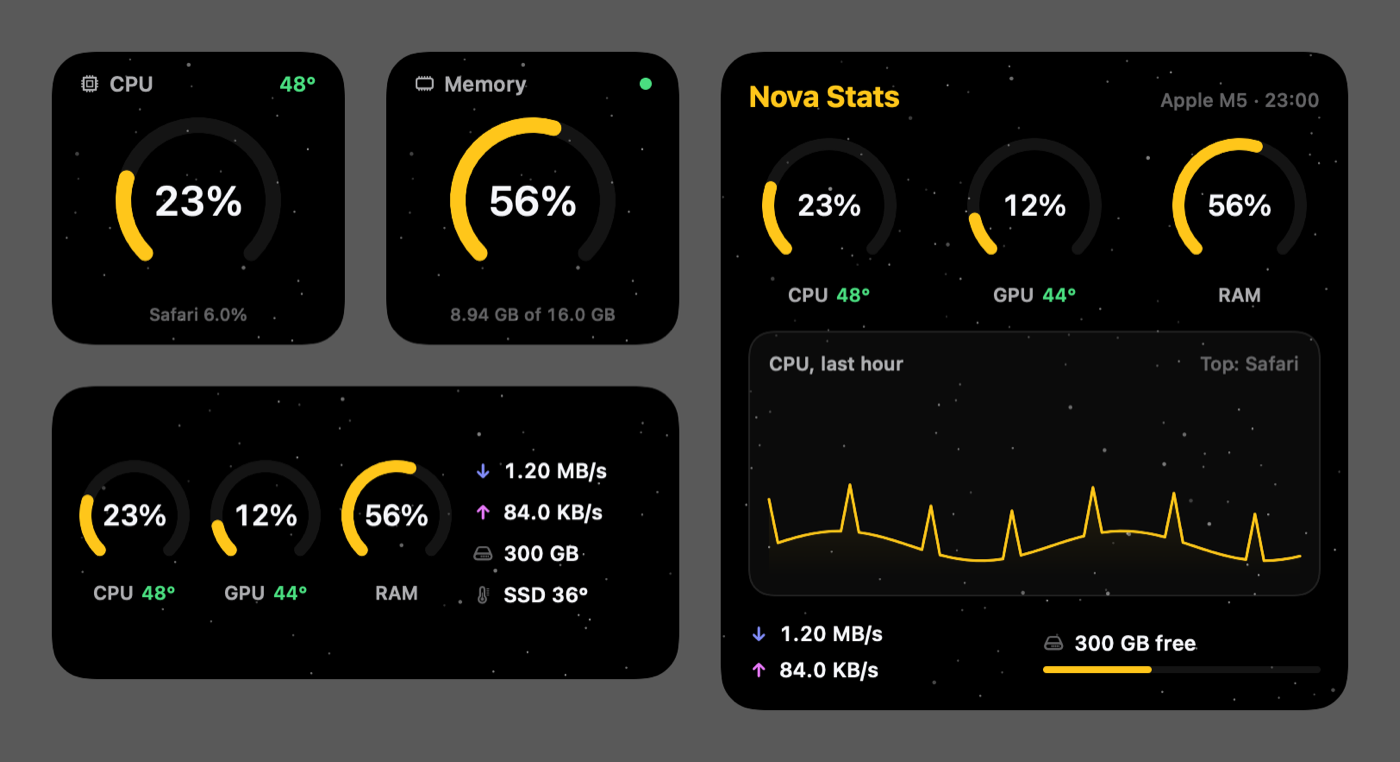 CPU 48°
23%
Safari 6.0%
Memory
56%
8.94 GB of 16.0 GB
23%
CPU 48°
12%
GPU 44°
56%
RAM
1.20 MB/s
84.0 KB/s
300 GB
SSD 36°
Nova Stats
Apple M5 · 23:00
23%
CPU 48°
12%
GPU 44°
56%
RAM
CPU, last hour
Top: Safari
1.20 MB/s
84.0 KB/s
300 GB free